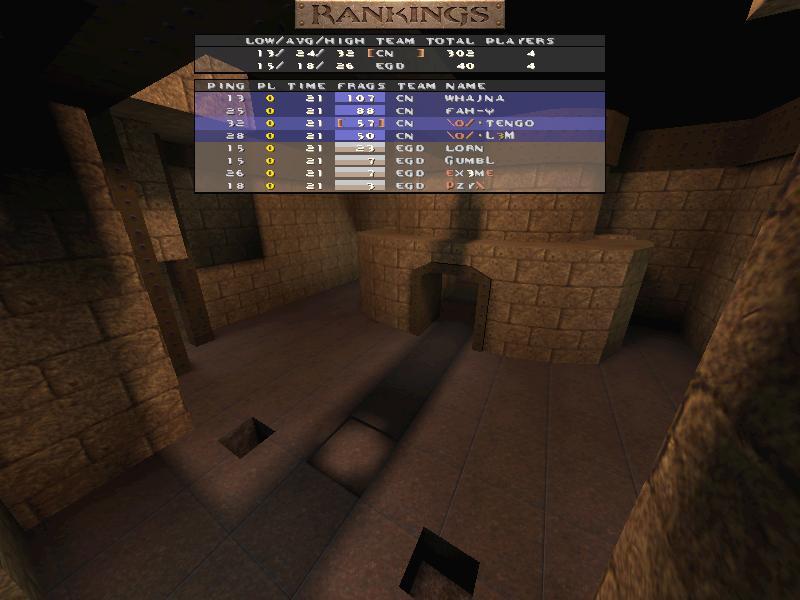 RANKINGS
LOW/AVG/HIGH TEAM TOTAL PLAYERS
13/ 24/ 32 [CN ] 302 4
15/ 18/ 26 EGD 40 4
PING PL TIME FRAGS TEAM NAME
13 0 21 107 CN WHAJNA
25 0 21 88 CN FAH-V
32 0 21 [ 57] CN \O/·TENGO
28 0 21 50 CN \O/·L3M
15 0 21 23 EGD LORN
15 0 21 7 EGD GUMBL
26 0 21 7 EGD EX3ME
18 0 21 3 EGD PZYX